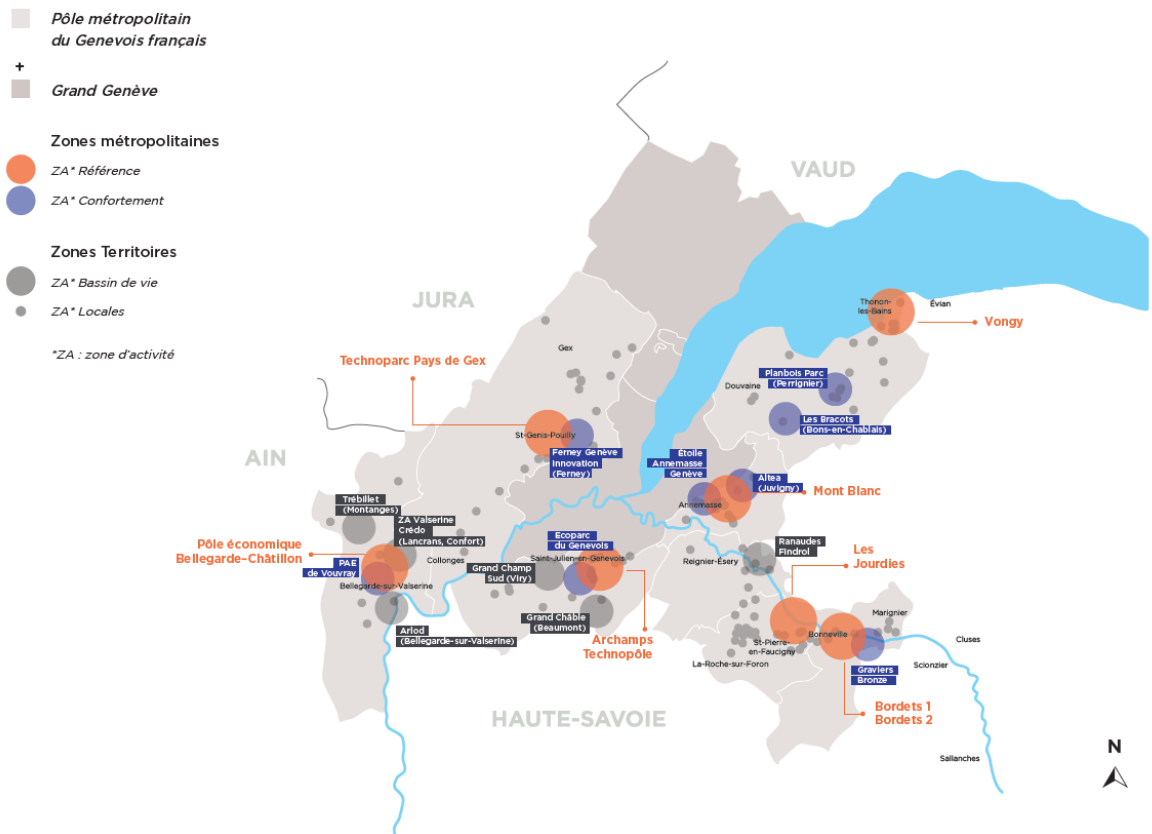 Pôle métropolitain
du Genevois français
+
Grand Genève
Zones métropolitaines
ZA* Référence
ZA* Confortement
Zones Territoires
ZA* Bassin de vie
ZA* Locales
*ZA : zone d'activité
VAUD
JURA
AIN
HAUTE-SAVOIE
Thonon-
les-Bains
Évian
Vongy
Gex
Technoparc Pays de Gex
Planbois Parc
(Perrignier)
Douvaine
Les Bracots
(Bons-en-Chablais)
St-Genis-Pouilly
Ferney Genève
Innovation
(Ferney)
Étoile
Annemasse
Genève
Altea
(Juvigny)
Mont Blanc
Annemasse
Trébillet
(Montanges)
ZA Valserine
Crédo
(Lancrans, Confort)
Pôle économique
Bellegarde-Châtillon
PAE
de Vouvray
Bellegarde-sur-Valserine
Collonges
Arlod
(Bellegarde-sur-Valserine)
Ecoparc
du Genevois
Saint-Julien-en-Genevois
Grand Champ
Sud (Viry)
Grand Châble
(Beaumont)
Archamps
Technopôle
Reignier-Ésery
Ranaudes
Findrol
Les
Jourdies
Marignier
Bonneville
St-Pierre-
en-Faucigny
La-Roche-sur-Foron
Cluses
Scionzier
Graviers
Bronze
Bordets 1
Bordets 2
Sallanches
N